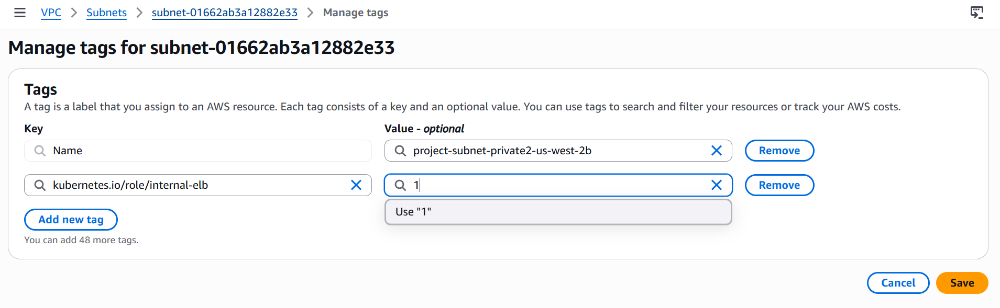 VPC > Subnets > subnet-01662ab3a12882e33 > Manage tags
Manage tags for subnet-01662ab3a12882e33
Tags
A tag is a label that you assign to an AWS resource. Each tag consists of a key and an optional value. You can use tags to search and filter your resources or track your AWS costs.
Key Value - optional
Name project-subnet-private2-us-west-2b Remove
kubernetes.io/role/internal-elb 1 Remove
Use "1"
Add new tag
You can add 48 more tags.
Cancel Save